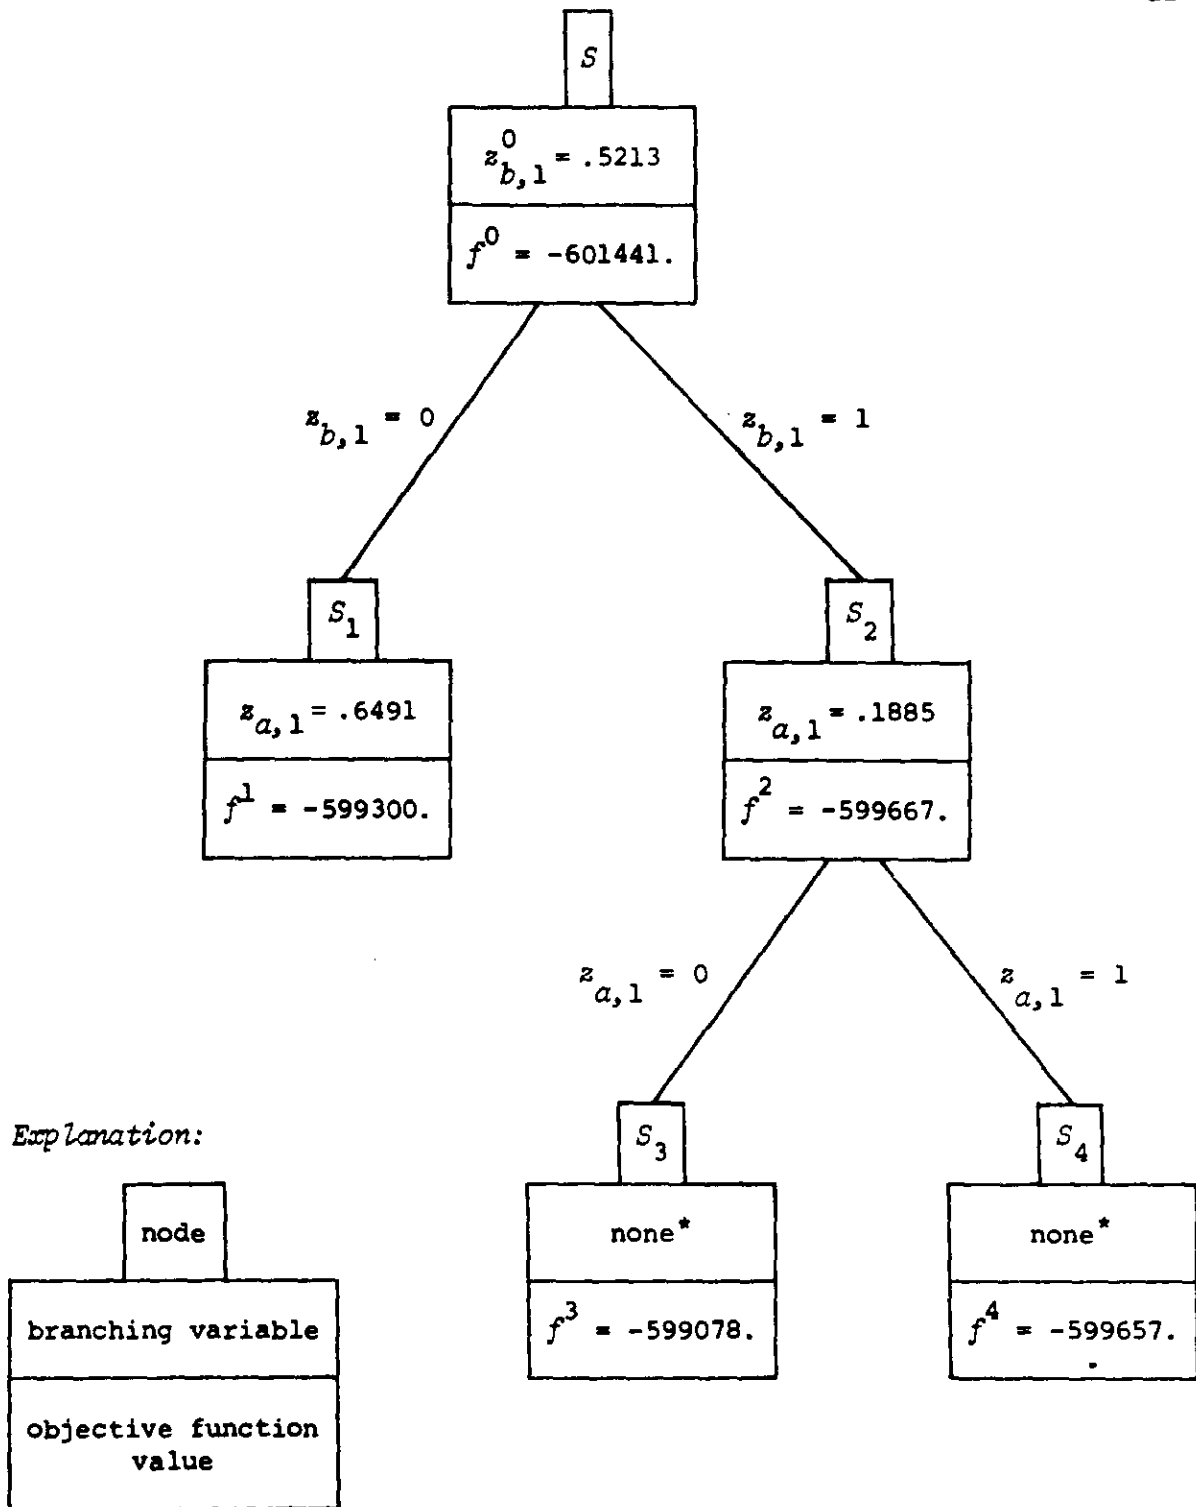 S
z_{b,1}^0 = .5213
f^0 = -601441.
z_{b,1} = 0
z_{b,1} = 1
S_1
S_2
z_{a,1} = .6491
z_{a,1} = .1885
f^1 = -599300.
f^2 = -599667.
z_{a,1} = 0
z_{a,1} = 1
Explanation:
S_3
S_4
node
none*
none*
branching variable
f^3 = -599078.
f^4 = -599657.
objective function
value